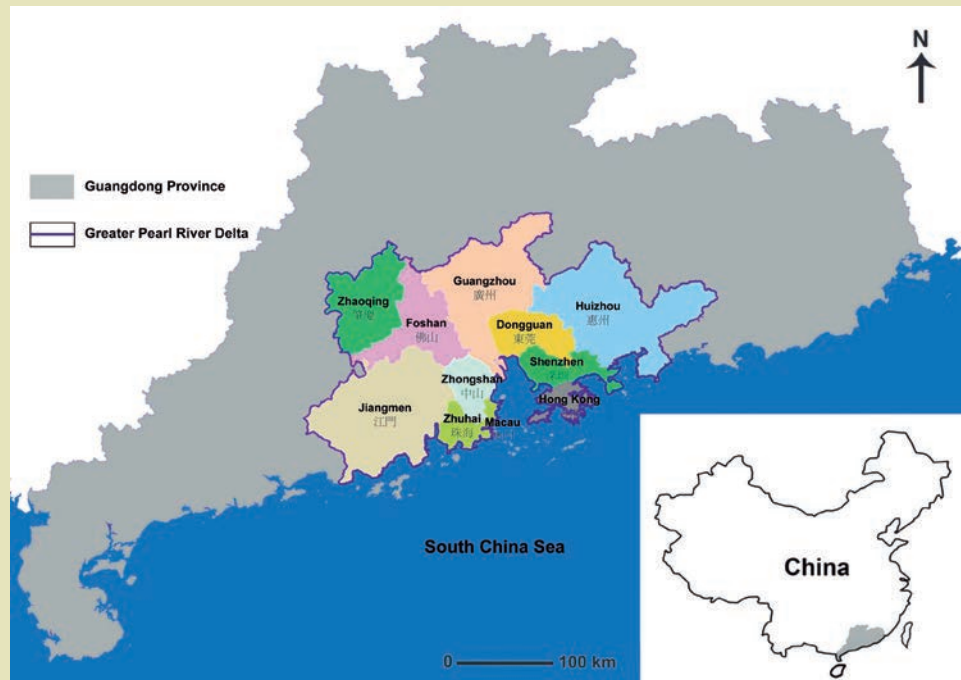 N
Guangdong Province
Greater Pearl River Delta
Guangzhou
廣州
Zhaoqing
肇慶
Huizhou
惠州
Foshan
佛山
Dongguan
東莞
Shenzhen
Zhongshan
中山
Hong Kong
Jiangmen
江門
Zhuhai
珠海
Macau
South China Sea
China
0 100 km